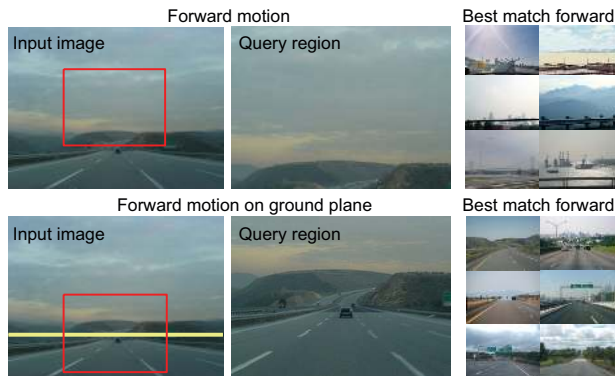 Forward motion
Best match forward
Input image
Query region
Forward motion on ground plane
Best match forward
Input image
Query region